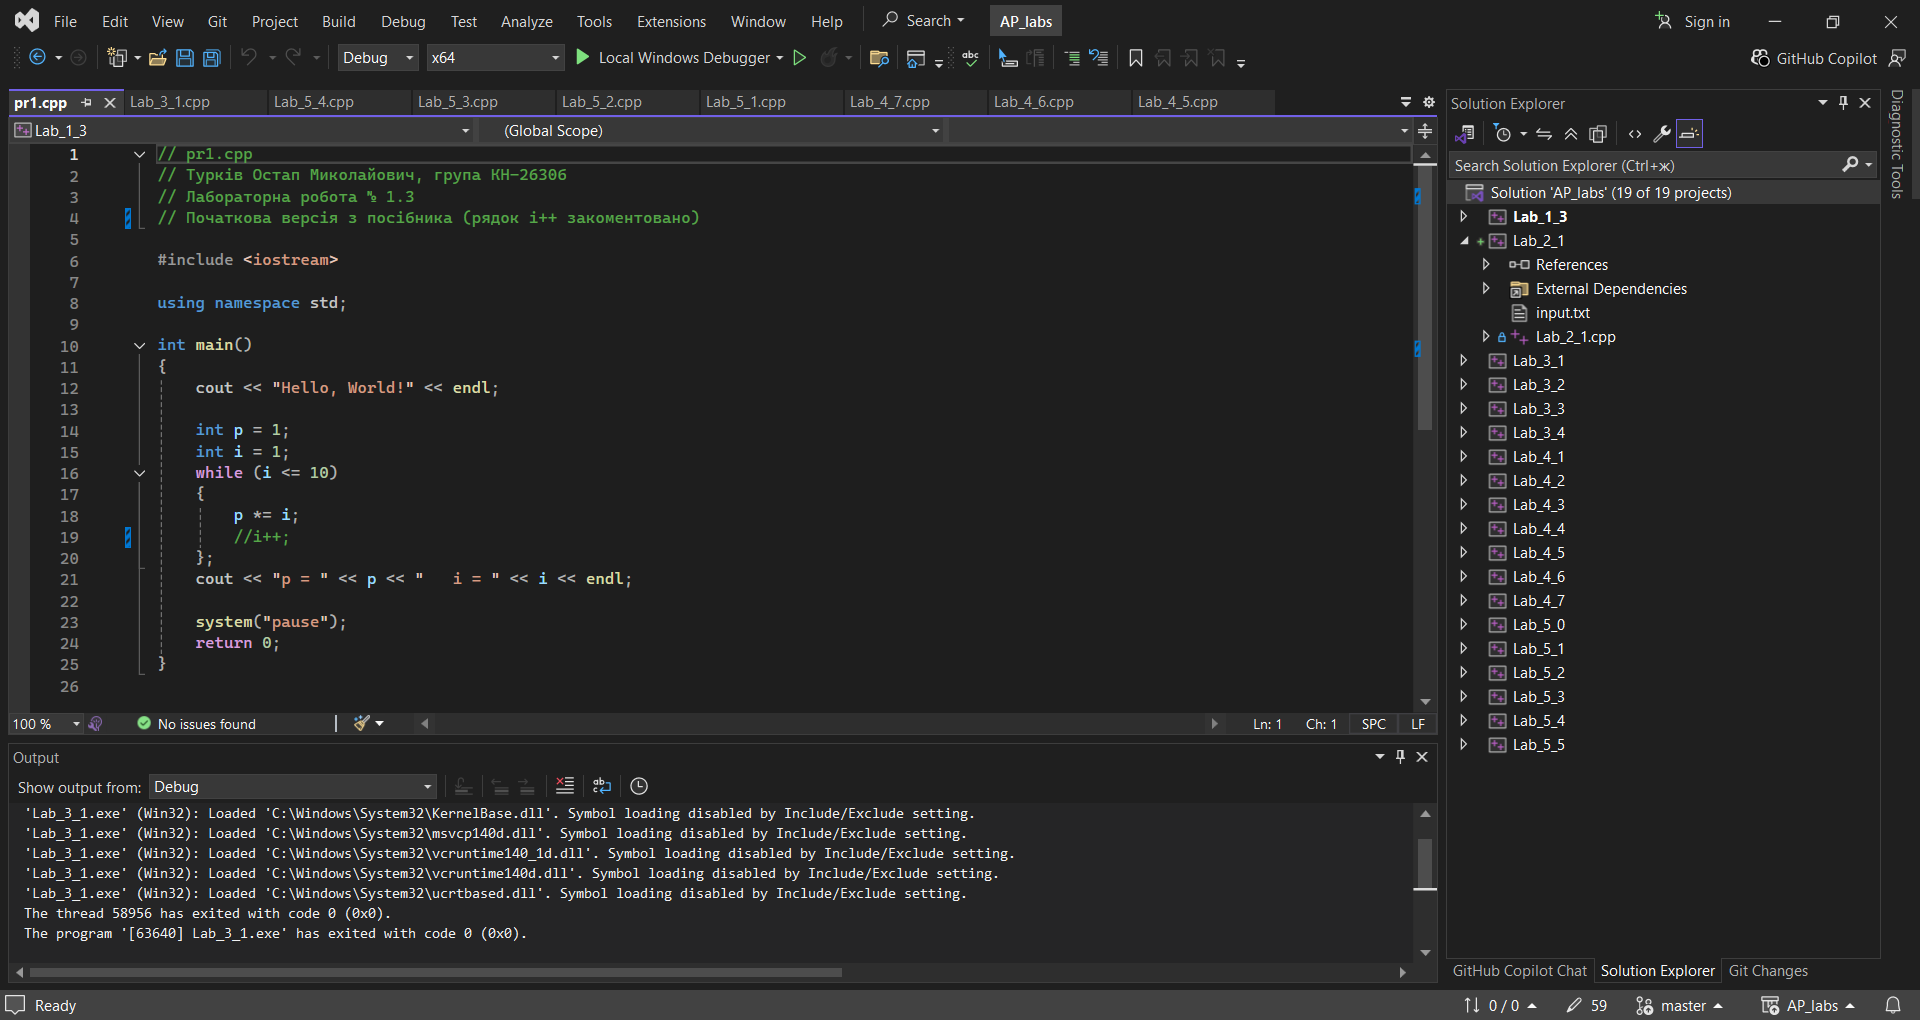 File Edit View Git Project Build Debug Test Analyze Tools Extensions Window Help Search AP_labs Sign in
Debug x64 Local Windows Debugger GitHub Copilot
pr1.cpp Lab_3_1.cpp Lab_5_4.cpp Lab_5_3.cpp Lab_5_2.cpp Lab_5_1.cpp Lab_4_7.cpp Lab_4_6.cpp Lab_4_5.cpp
Lab_1_3 (Global Scope)
1 // pr1.cpp
2 // Турків Остап Миколайович, група КН-26306
3 // Лабораторна робота № 1.3
4 // Початкова версія з посібника (рядок i++ закоментовано)
5
6 #include <iostream>
7
8 using namespace std;
9
10 int main()
11 {
12 cout << "Hello, World!" << endl;
13
14 int p = 1;
15 int i = 1;
16 while (i <= 10)
17 {
18 p *= i;
19 //i++;
20 };
21 cout << "p = " << p << "   i = " << i << endl;
22
23 system("pause");
24 return 0;
25 }
26
100 % No issues found Ln: 1 Ch: 1 SPC LF
Output
Show output from: Debug
'Lab_3_1.exe' (Win32): Loaded 'C:\Windows\System32\KernelBase.dll'. Symbol loading disabled by Include/Exclude setting.
'Lab_3_1.exe' (Win32): Loaded 'C:\Windows\System32\msvcp140d.dll'. Symbol loading disabled by Include/Exclude setting.
'Lab_3_1.exe' (Win32): Loaded 'C:\Windows\System32\vcruntime140_1d.dll'. Symbol loading disabled by Include/Exclude setting.
'Lab_3_1.exe' (Win32): Loaded 'C:\Windows\System32\vcruntime140d.dll'. Symbol loading disabled by Include/Exclude setting.
'Lab_3_1.exe' (Win32): Loaded 'C:\Windows\System32\ucrtbased.dll'. Symbol loading disabled by Include/Exclude setting.
The thread 58956 has exited with code 0 (0x0).
The program '[63640] Lab_3_1.exe' has exited with code 0 (0x0).
Solution Explorer
Search Solution Explorer (Ctrl+ж)
Solution 'AP_labs' (19 of 19 projects)
Lab_1_3
Lab_2_1
References
External Dependencies
input.txt
Lab_2_1.cpp
Lab_3_1
Lab_3_2
Lab_3_3
Lab_3_4
Lab_4_1
Lab_4_2
Lab_4_3
Lab_4_4
Lab_4_5
Lab_4_6
Lab_4_7
Lab_5_0
Lab_5_1
Lab_5_2
Lab_5_3
Lab_5_4
Lab_5_5
GitHub Copilot Chat Solution Explorer Git Changes
Diagnostic Tools
Ready 0 / 0 59 master AP_labs